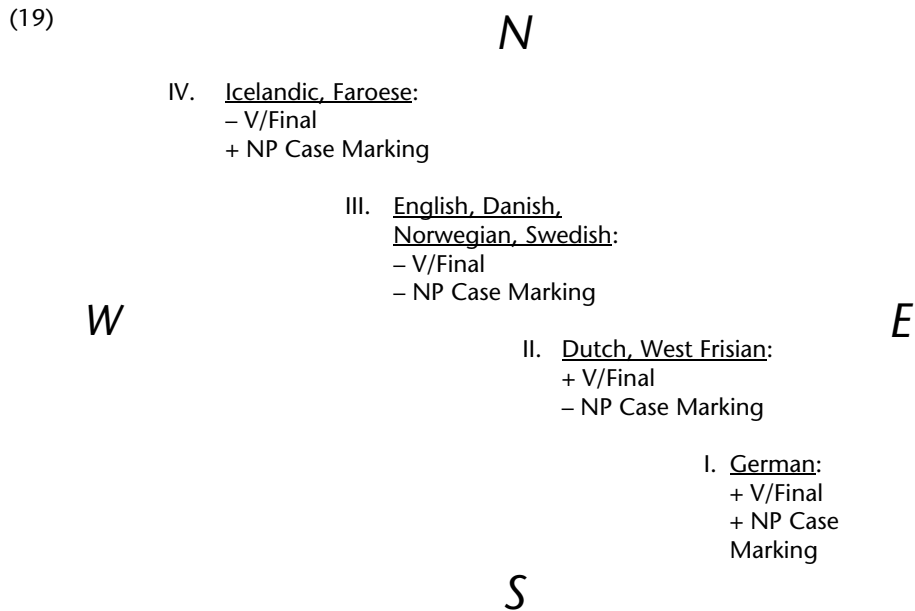 (19)
N
IV. Icelandic, Faroese:
– V/Final
+ NP Case Marking
III. English, Danish,
Norwegian, Swedish:
– V/Final
– NP Case Marking
W
E
II. Dutch, West Frisian:
+ V/Final
– NP Case Marking
I. German:
+ V/Final
+ NP Case
Marking
S